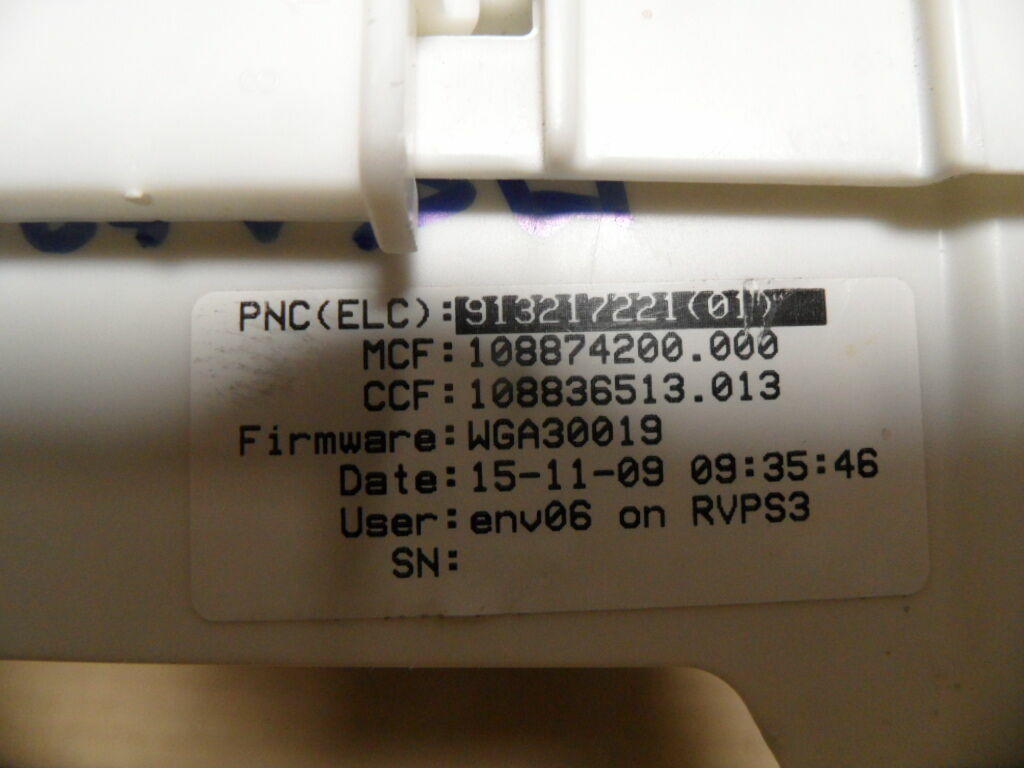 PNC(ELC):913217221(01)
MCF:108874200.000
CCF:108836513.013
Firmware:WGA30019
Date:15-11-09 09:35:46
User:env06 on RVPS3
SN: